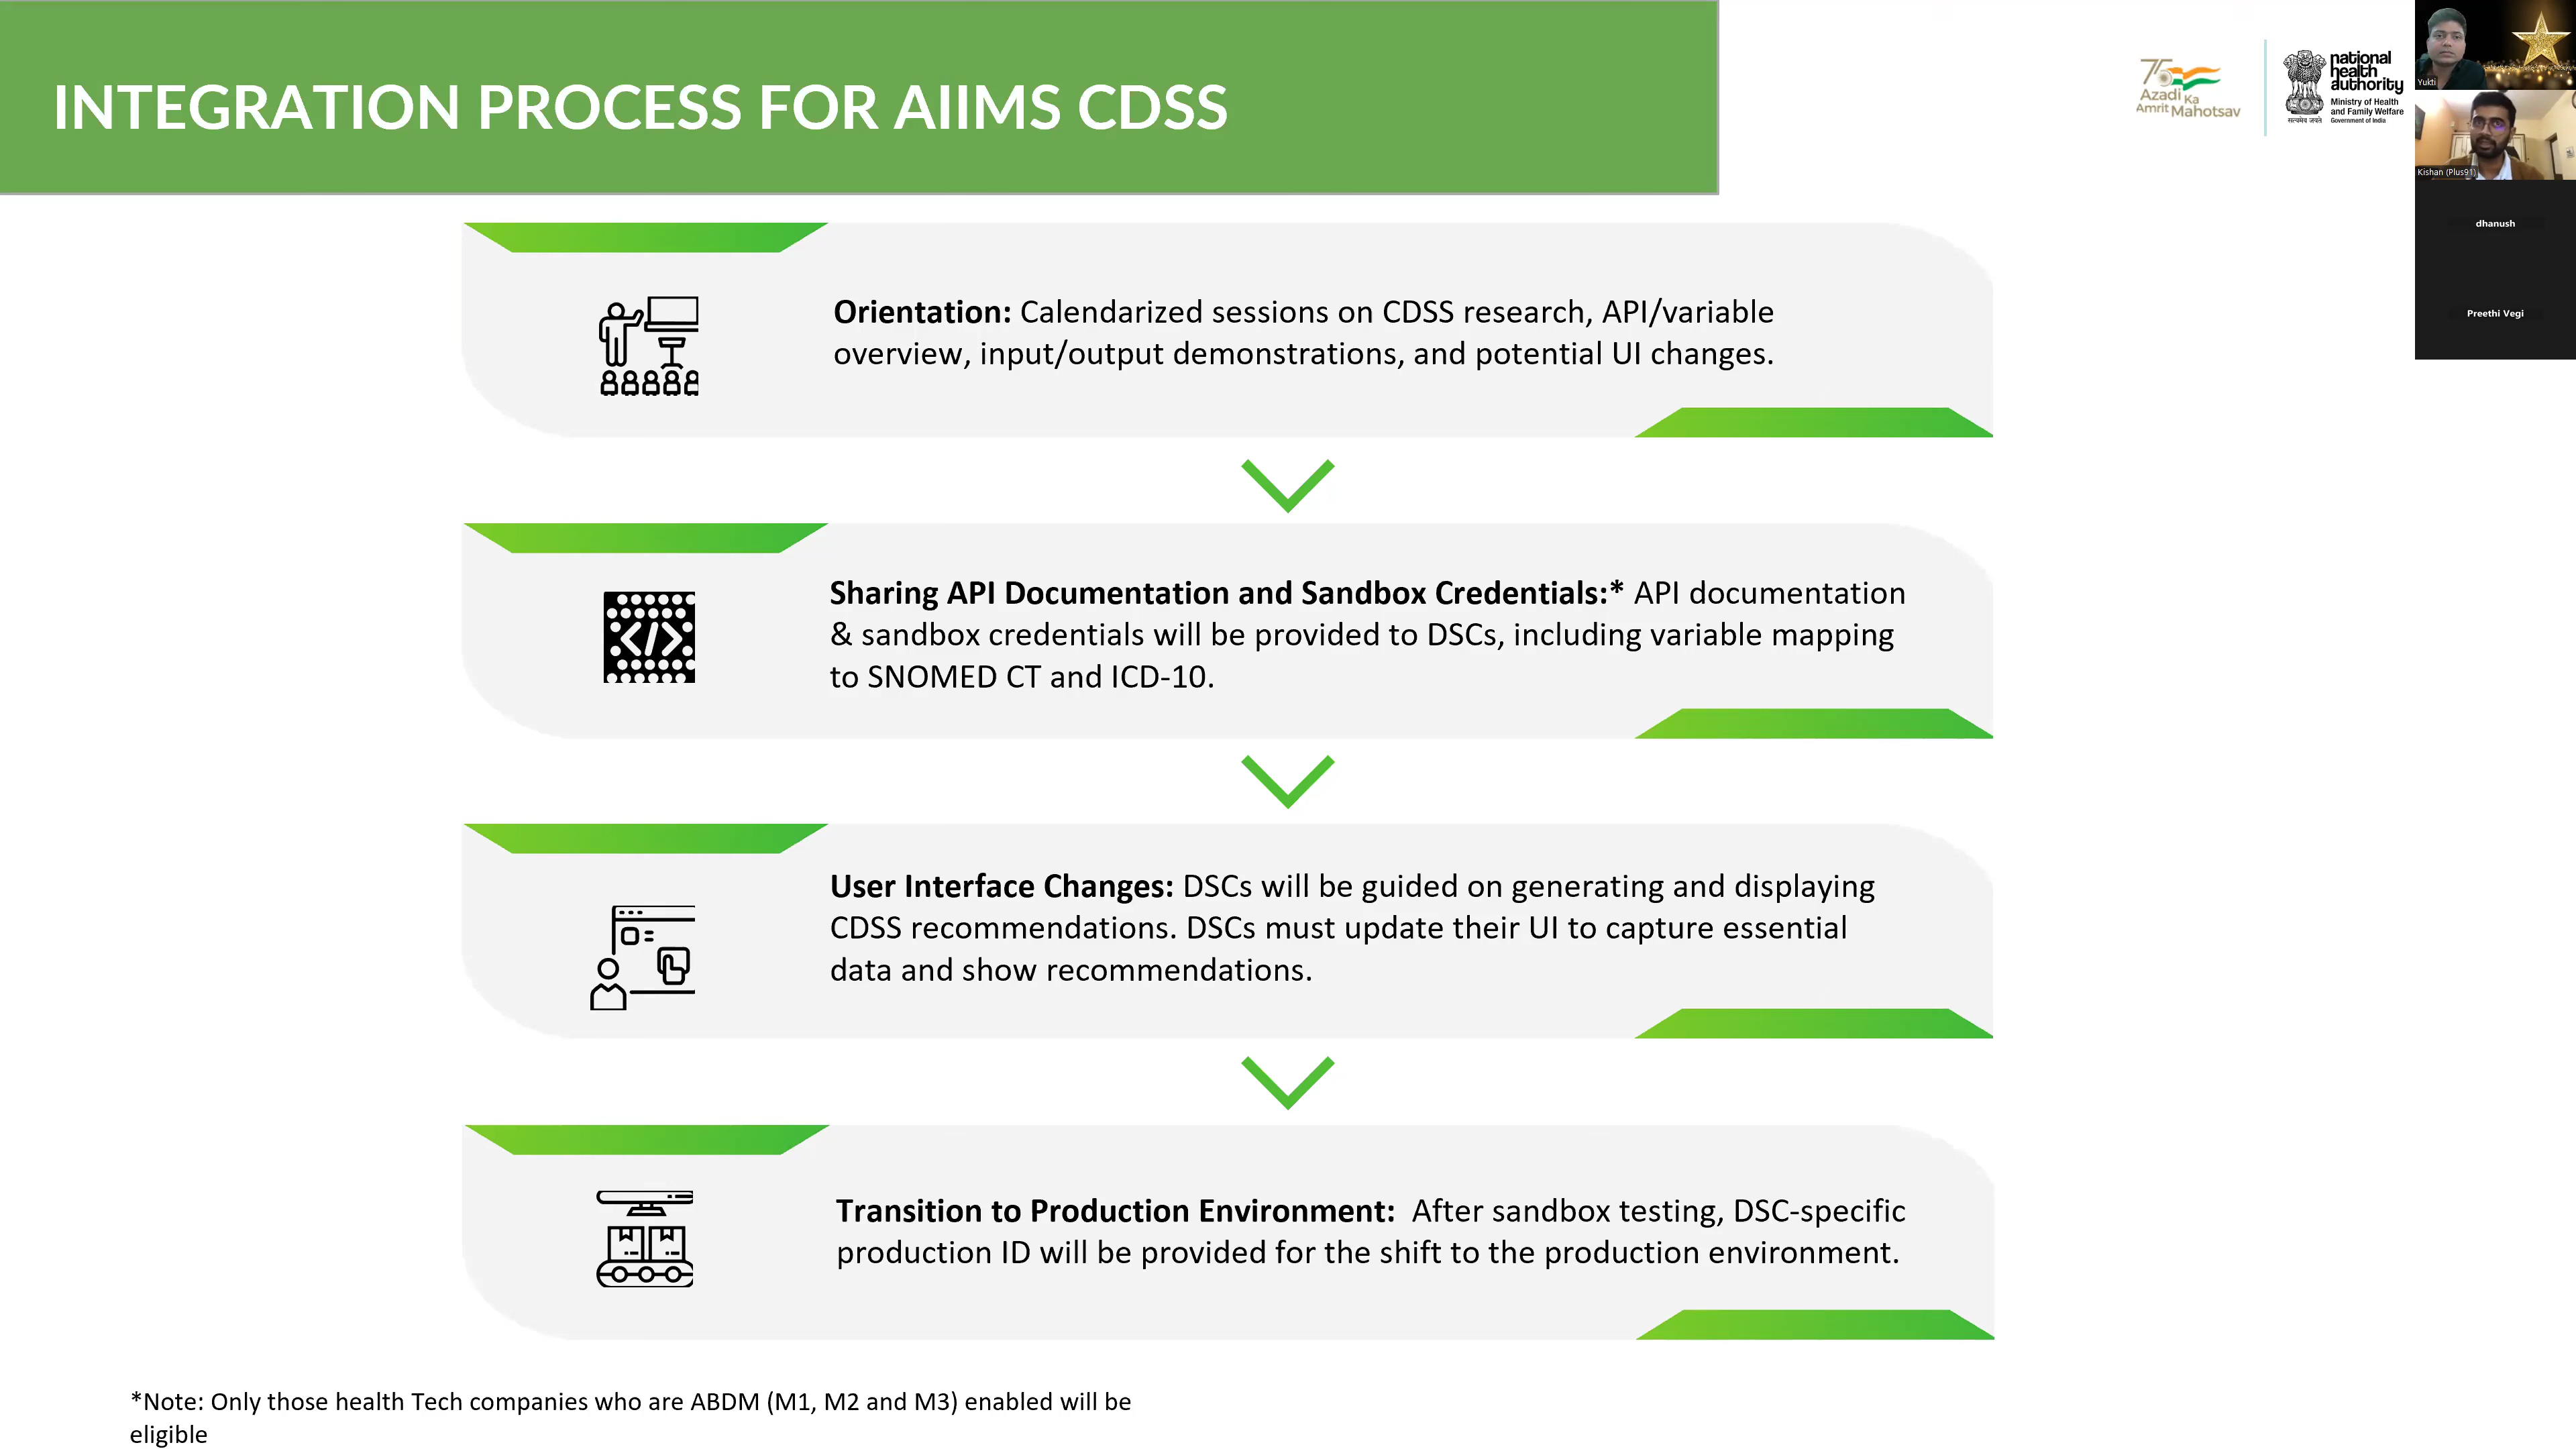 INTEGRATION PROCESS FOR AIIMS CDSS
75
Azadi Ka
Amrit Mahotsav
सत्यमेव जयते
national
health
authority
Ministry of Health
and Family Welfare
Government of India
Yukti
Kishan (Plus91)
dhanush
Preethi Vegi
Orientation: Calendarized sessions on CDSS research, API/variable
overview, input/output demonstrations, and potential UI changes.
Sharing API Documentation and Sandbox Credentials:* API documentation
& sandbox credentials will be provided to DSCs, including variable mapping
to SNOMED CT and ICD-10.
User Interface Changes: DSCs will be guided on generating and displaying
CDSS recommendations. DSCs must update their UI to capture essential
data and show recommendations.
Transition to Production Environment: After sandbox testing, DSC-specific
production ID will be provided for the shift to the production environment.
*Note: Only those health Tech companies who are ABDM (M1, M2 and M3) enabled will be
eligible